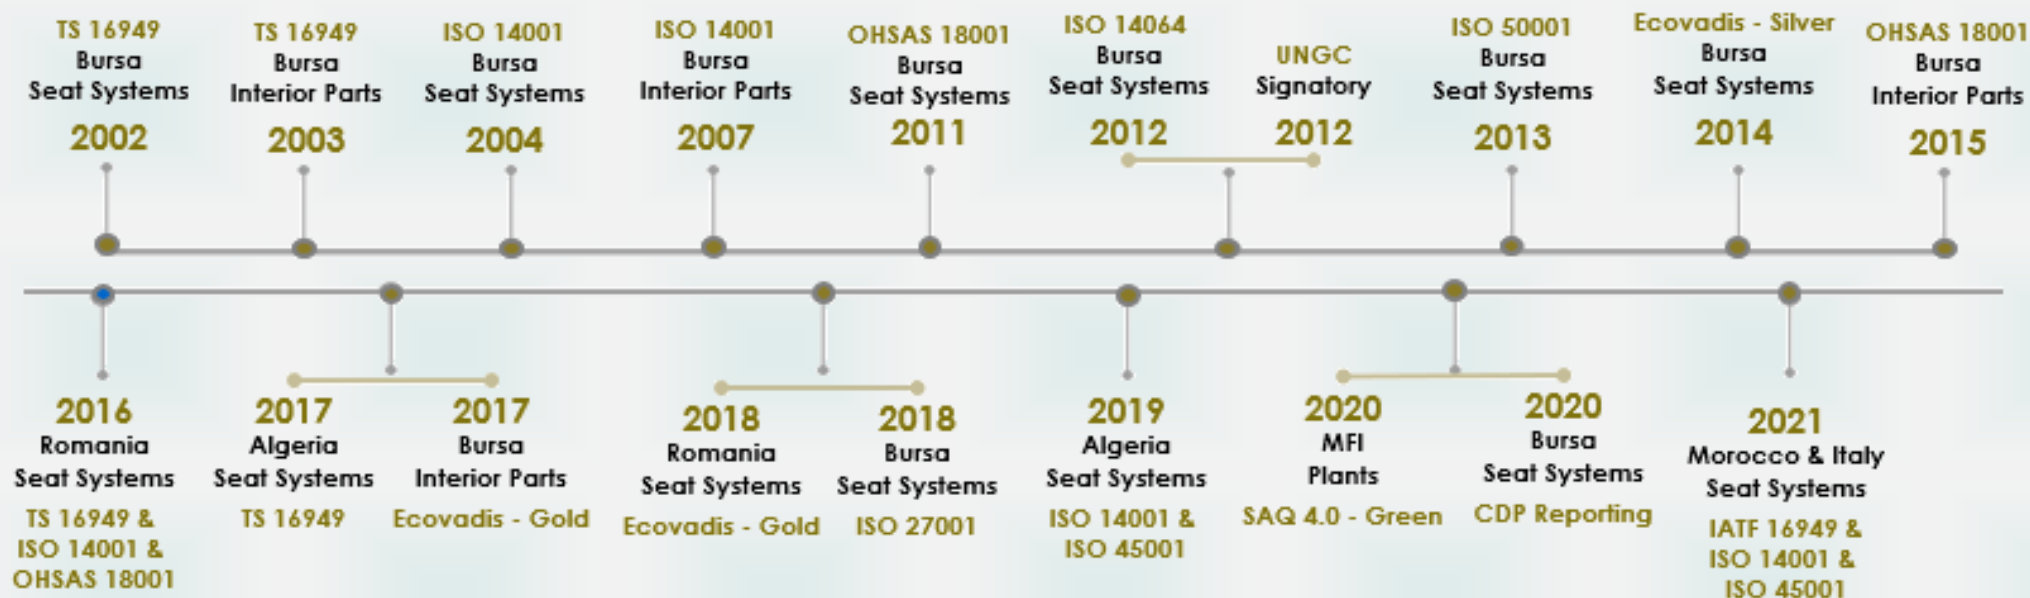 TS 16949
Bursa
Seat Systems
2002
TS 16949
Bursa
Interior Parts
2003
ISO 14001
Bursa
Seat Systems
2004
ISO 14001
Bursa
Interior Parts
2007
OHSAS 18001
Bursa
Seat Systems
2011
ISO 14064
Bursa
Seat Systems
2012
UNGC
Signatory
2012
ISO 50001
Bursa
Seat Systems
2013
Ecovadis - Silver
Bursa
Seat Systems
2014
OHSAS 18001
Bursa
Interior Parts
2015
2016
Romania
Seat Systems
TS 16949 &
ISO 14001 &
OHSAS 18001
2017
Algeria
Seat Systems
TS 16949
2017
Bursa
Interior Parts
Ecovadis - Gold
2018
Romania
Seat Systems
Ecovadis - Gold
2018
Bursa
Seat Systems
ISO 27001
2019
Algeria
Seat Systems
ISO 14001 &
ISO 45001
2020
MFI
Plants
SAQ 4.0 - Green
2020
Bursa
Seat Systems
CDP Reporting
2021
Morocco & Italy
Seat Systems
IATF 16949 &
ISO 14001 &
ISO 45001